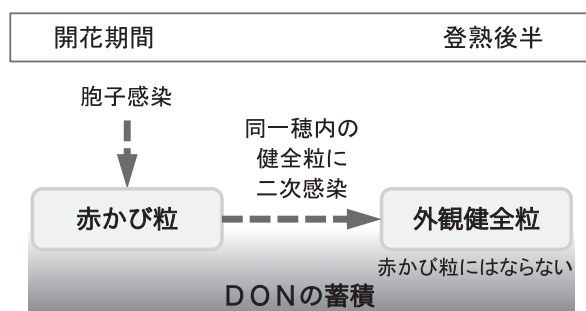 開花期間
登熟後半
胞子感染
同一穂内の
健全粒に
二次感染
赤かび粒
外観健全粒
赤かび粒にはならない
DONの蓄積